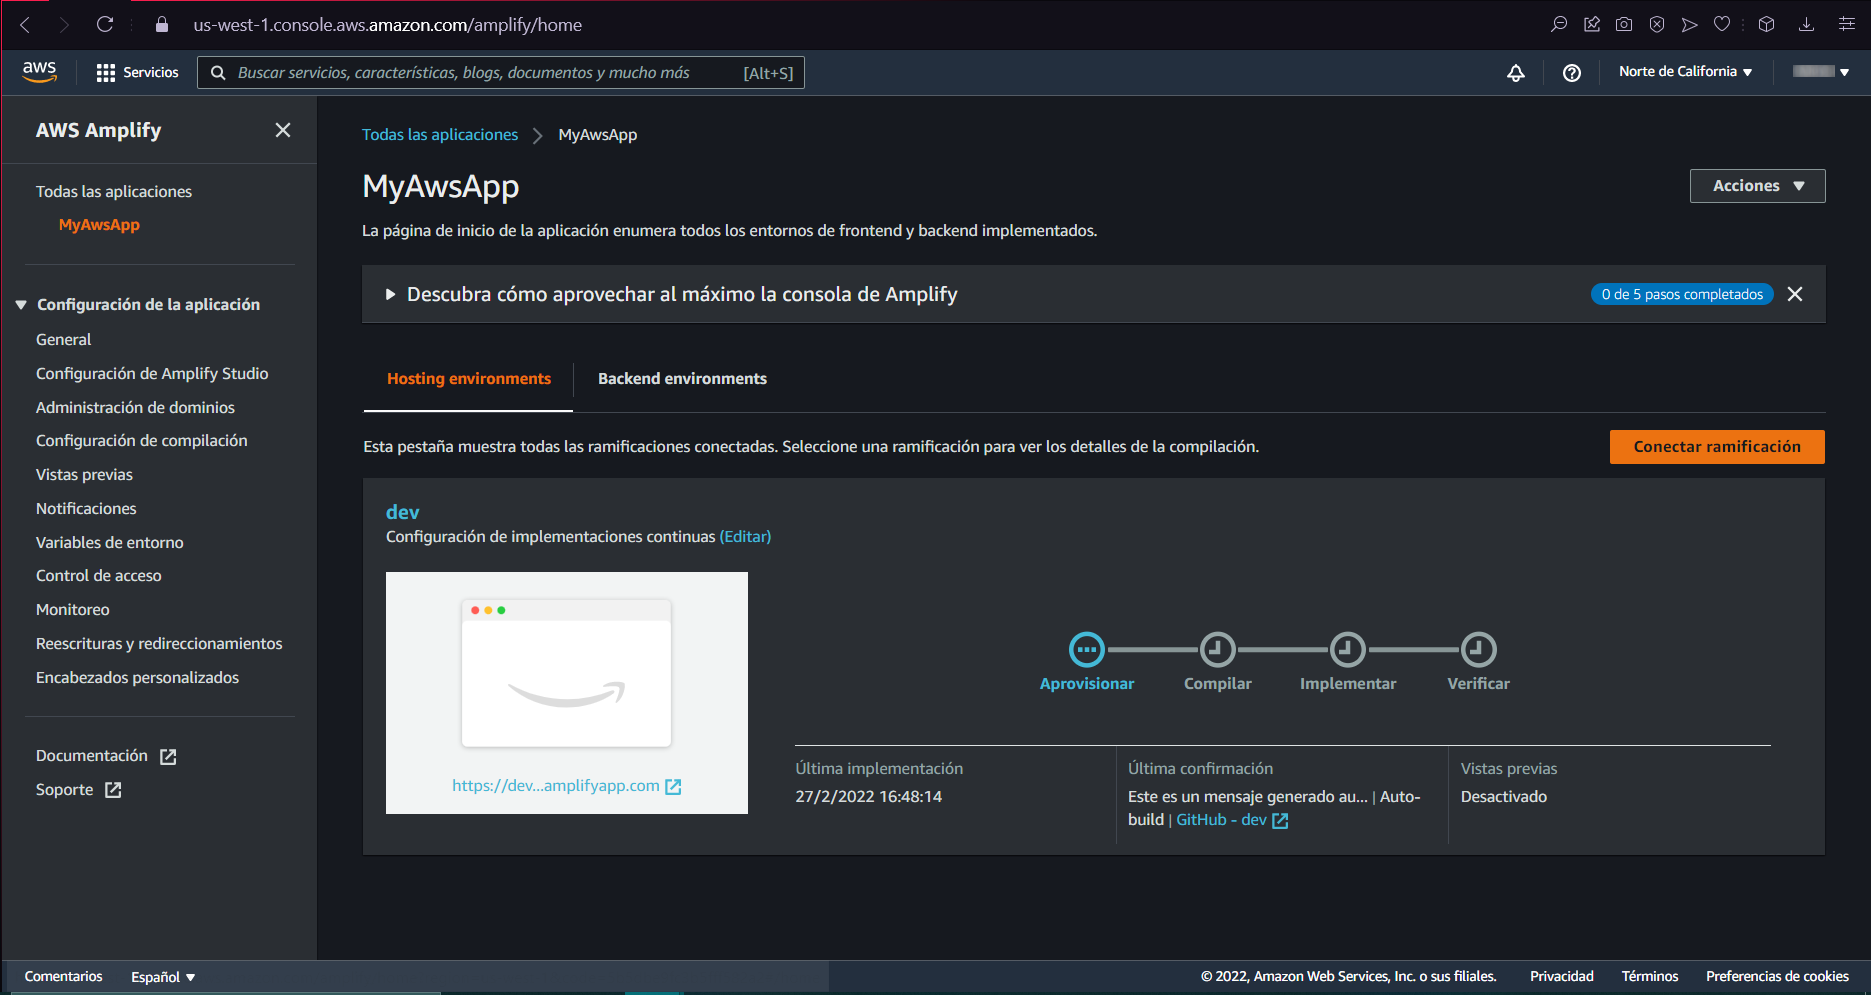 us-west-1.console.aws.amazon.com/amplify/home
aws
Servicios
Buscar servicios, características, blogs, documentos y mucho más
[Alt+S]
Norte de California
AWS Amplify
Todas las aplicaciones
MyAwsApp
Configuración de la aplicación
General
Configuración de Amplify Studio
Administración de dominios
Configuración de compilación
Vistas previas
Notificaciones
Variables de entorno
Control de acceso
Monitoreo
Reescrituras y redireccionamientos
Encabezados personalizados
Documentación
Soporte
Todas las aplicaciones
MyAwsApp
MyAwsApp
Acciones
La página de inicio de la aplicación enumera todos los entornos de frontend y backend implementados.
Descubra cómo aprovechar al máximo la consola de Amplify
0 de 5 pasos completados
Hosting environments
Backend environments
Esta pestaña muestra todas las ramificaciones conectadas. Seleccione una ramificación para ver los detalles de la compilación.
Conectar ramificación
dev
Configuración de implementaciones continuas (Editar)
https://dev...amplifyapp.com
Aprovisionar
Compilar
Implementar
Verificar
Última implementación
27/2/2022 16:48:14
Última confirmación
Este es un mensaje generado au... | Auto-
build | GitHub - dev
Vistas previas
Desactivado
Comentarios
Español
© 2022, Amazon Web Services, Inc. o sus filiales.
Privacidad
Términos
Preferencias de cookies